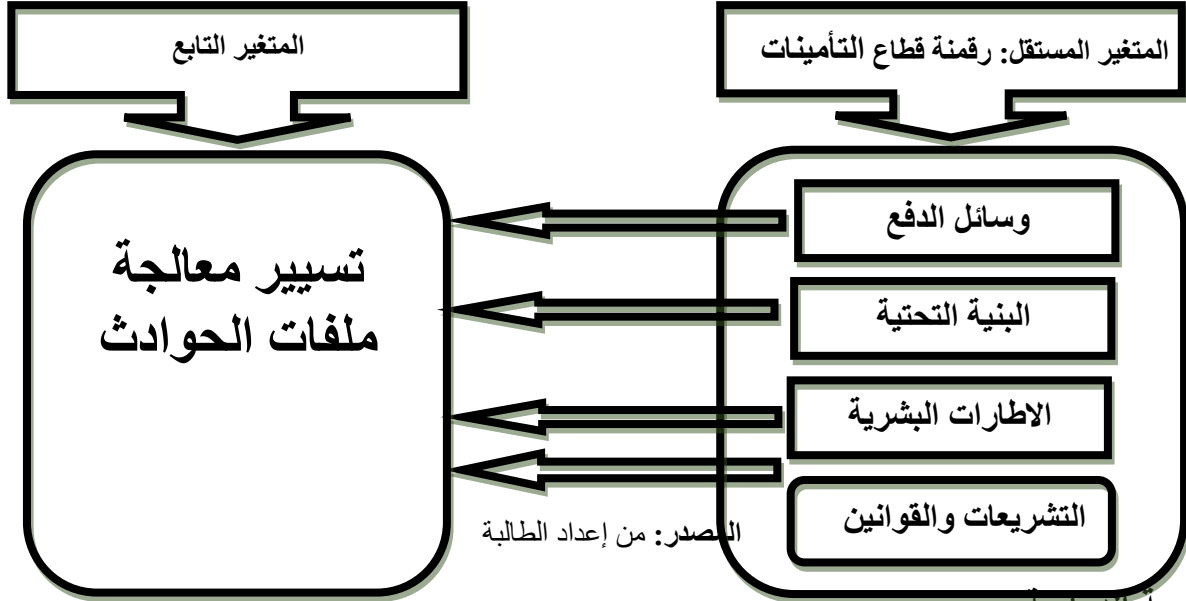 المتغير المستقل: رقمنة قطاع التأمينات
المتغير التابع
وسائل الدفع
البنية التحتية
الاطارات البشرية
التشريعات والقوانين
تسيير معالجة
ملفات الحوادث
المصدر: من إعداد الطالبة